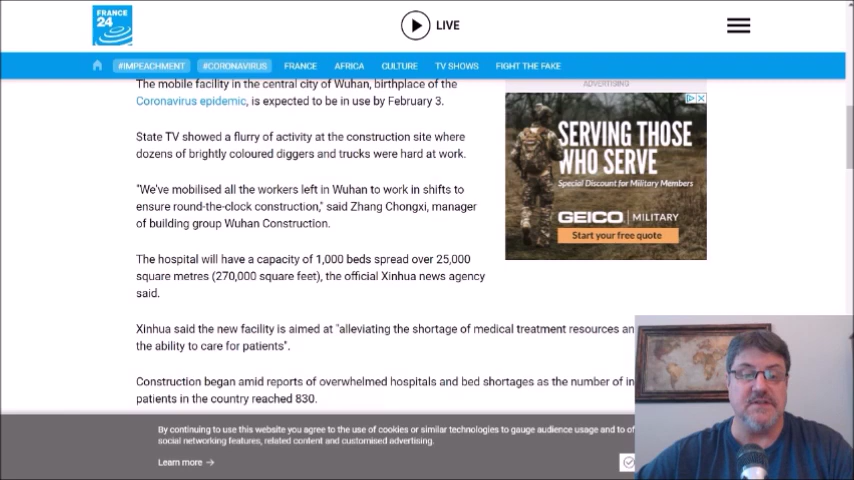 FRANCE
24
LIVE
#IMPEACHMENT #CORONAVIRUS FRANCE AFRICA CULTURE TV SHOWS FIGHT THE FAKE
The mobile facility in the central city of Wuhan, birthplace of the
Coronavirus epidemic, is expected to be in use by February 3.
State TV showed a flurry of activity at the construction site where
dozens of brightly coloured diggers and trucks were hard at work.
"We've mobilised all the workers left in Wuhan to work in shifts to
ensure round-the-clock construction," said Zhang Chongxi, manager
of building group Wuhan Construction.
The hospital will have a capacity of 1,000 beds spread over 25,000
square metres (270,000 square feet), the official Xinhua news agency
said.
Xinhua said the new facility is aimed at "alleviating the shortage of medical treatment resources an
the ability to care for patients".
Construction began amid reports of overwhelmed hospitals and bed shortages as the number of in
patients in the country reached 830.
ADVERTISING
SERVING THOSE
WHO SERVE
Special Discount for Military Members
GEICO MILITARY
Start your free quote
By continuing to use this website you agree to the use of cookies or similar technologies to gauge audience usage and to of
social networking features, related content and customised advertising.
Learn more →